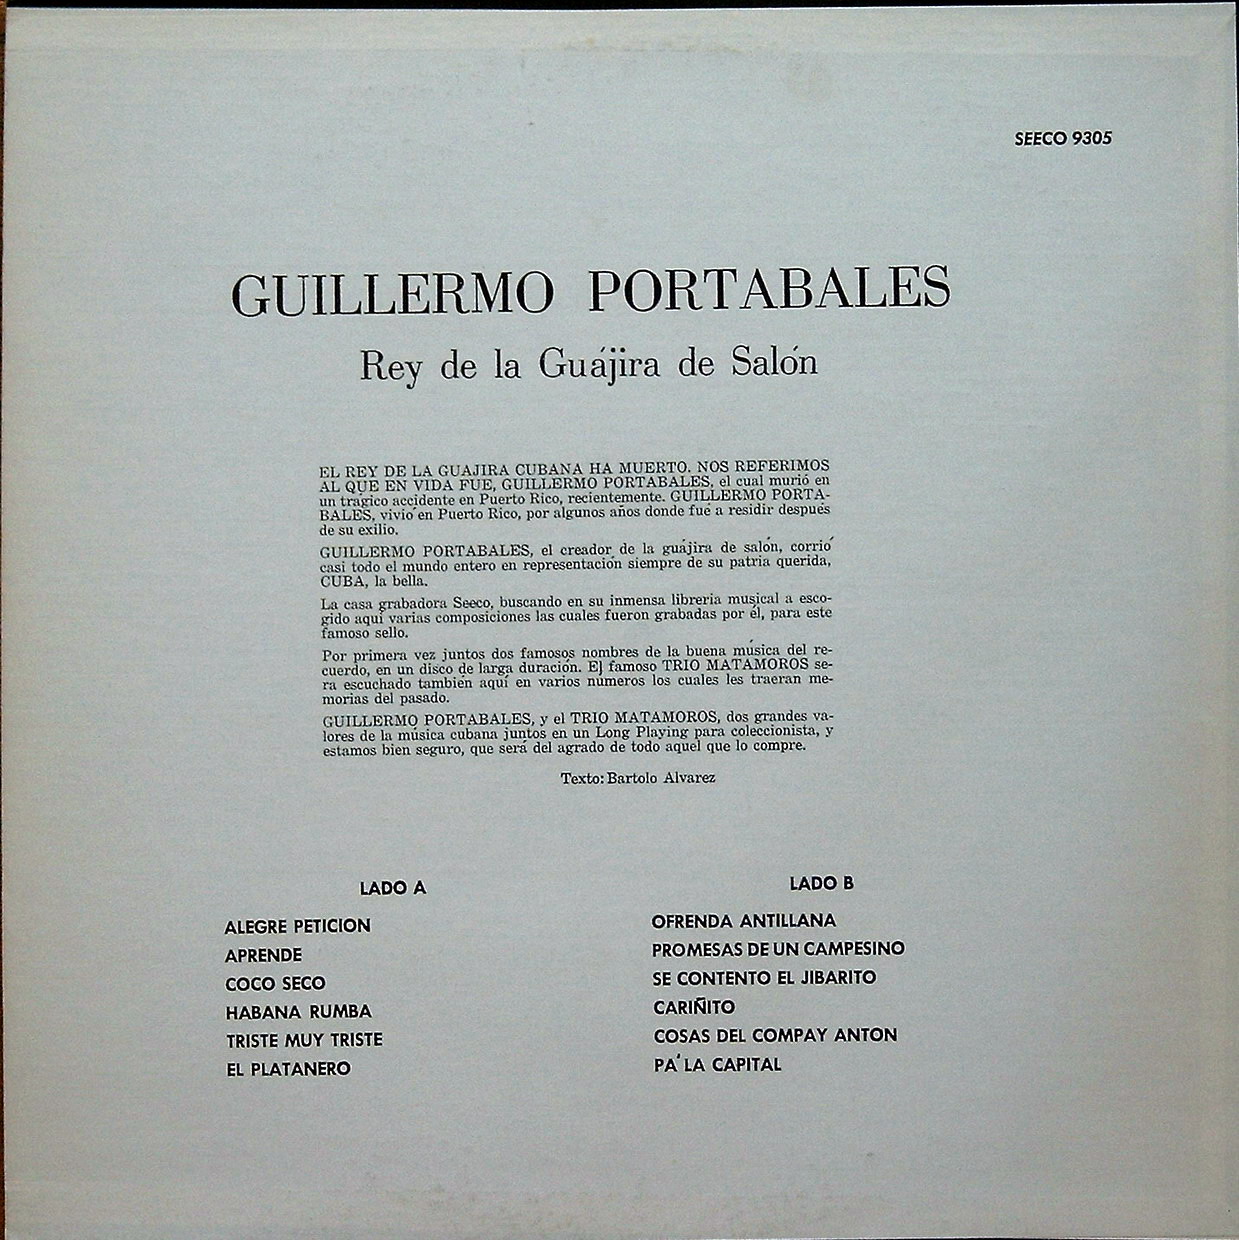 SEECO 9305
GUILLERMO PORTABALES
Rey de la Guájira de Salón
EL REY DE LA GUAJIRA CUBANA HA MUERTO. NOS REFERIMOS
AL QUE EN VIDA FUE, GUILLERMO PORTABALES, el cual murió en
un trágico accidente en Puerto Rico, recientemente. GUILLERMO PORTA-
BALES, vivió en Puerto Rico, por algunos años donde fué a residir después
de su exilio.
GUILLERMO PORTABALES, el creador de la guájira de salón, corrió
casi todo el mundo entero en representación siempre de su patria querida,
CUBA, la bella.
La casa grabadora Seeco, buscando en su inmensa libreria musical a esco-
gido aquí varias composiciones las cuales fueron grabadas por él, para este
famoso sello.
Por primera vez juntos dos famosos nombres de la buena música del re-
cuerdo, en un disco de larga duración. El famoso TRIO MATAMOROS se-
ra escuchado también aquí en varios números los cuales les traeran me-
morias del pasado.
GUILLERMO PORTABALES, y el TRIO MATAMOROS, dos grandes va-
lores de la música cubana juntos en un Long Playing para coleccionista, y
estamos bien seguro, que será del agrado de todo aquel que lo compre.
Texto: Bartolo Alvarez
LADO A
ALEGRE PETICION
APRENDE
COCO SECO
HABANA RUMBA
TRISTE MUY TRISTE
EL PLATANERO
LADO B
OFRENDA ANTILLANA
PROMESAS DE UN CAMPESINO
SE CONTENTO EL JIBARITO
CARIÑITO
COSAS DEL COMPAY ANTON
PA' LA CAPITAL